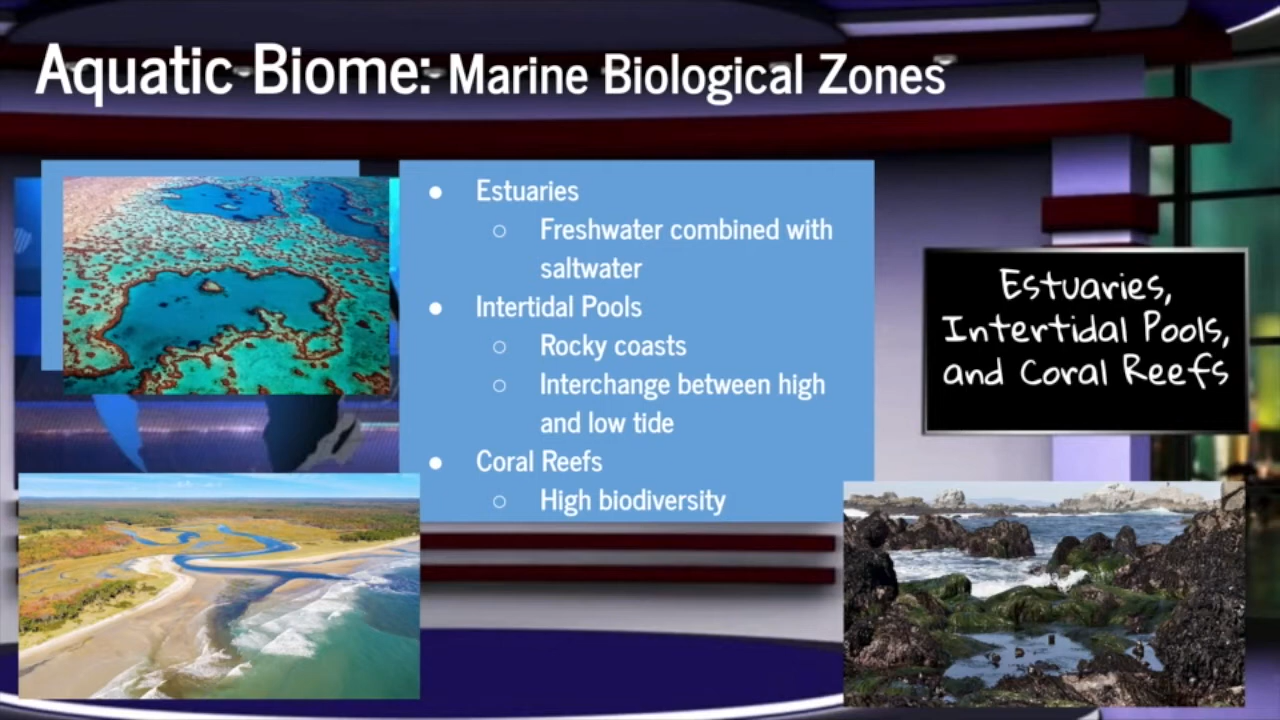 Aquatic Biome: Marine Biological Zones
● Estuaries
○ Freshwater combined with
saltwater
● Intertidal Pools
○ Rocky coasts
○ Interchange between high
and low tide
● Coral Reefs
○ High biodiversity
Estuaries,
Intertidal Pools,
and Coral Reefs